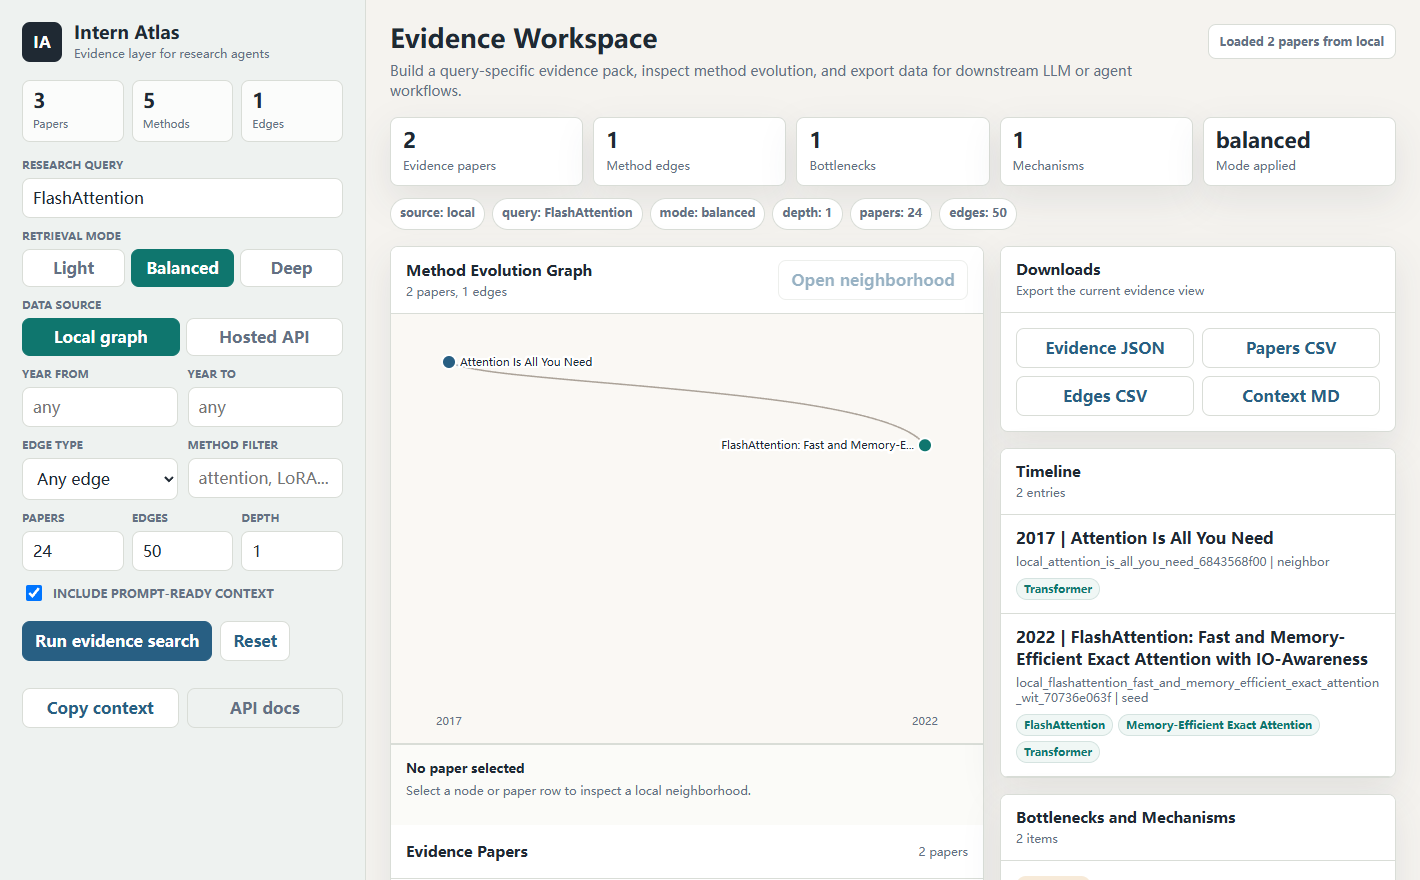 IA
Intern Atlas
Evidence layer for research agents
3
Papers
5
Methods
1
Edges
RESEARCH QUERY
FlashAttention
RETRIEVAL MODE
Light
Balanced
Deep
DATA SOURCE
Local graph
Hosted API
YEAR FROM
YEAR TO
any
any
EDGE TYPE
METHOD FILTER
Any edge
attention, LoRA...
PAPERS
EDGES
DEPTH
24
50
1
INCLUDE PROMPT-READY CONTEXT
Run evidence search
Reset
Copy context
API docs
Evidence Workspace
Build a query-specific evidence pack, inspect method evolution, and export data for downstream LLM or agent
workflows.
Loaded 2 papers from local
2
Evidence papers
1
Method edges
1
Bottlenecks
1
Mechanisms
balanced
Mode applied
source: local
query: FlashAttention
mode: balanced
depth: 1
papers: 24
edges: 50
Method Evolution Graph
2 papers, 1 edges
Open neighborhood
Attention Is All You Need
FlashAttention: Fast and Memory-E...
2017
2022
No paper selected
Select a node or paper row to inspect a local neighborhood.
Evidence Papers
2 papers
Downloads
Export the current evidence view
Evidence JSON
Papers CSV
Edges CSV
Context MD
Timeline
2 entries
2017 | Attention Is All You Need
local_attention_is_all_you_need_6843568f00 | neighbor
Transformer
2022 | FlashAttention: Fast and Memory-
Efficient Exact Attention with IO-Awareness
local_flashattention_fast_and_memory_efficient_exact_attention
_wit_70736e063f | seed
FlashAttention
Memory-Efficient Exact Attention
Transformer
Bottlenecks and Mechanisms
2 items